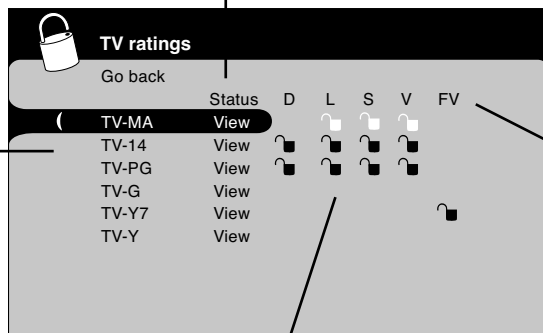 TV ratings
Go back
Status D L S V FV
TV-MA View
TV-14 View
TV-PG View
TV-G View
TV-Y7 View
TV-Y View